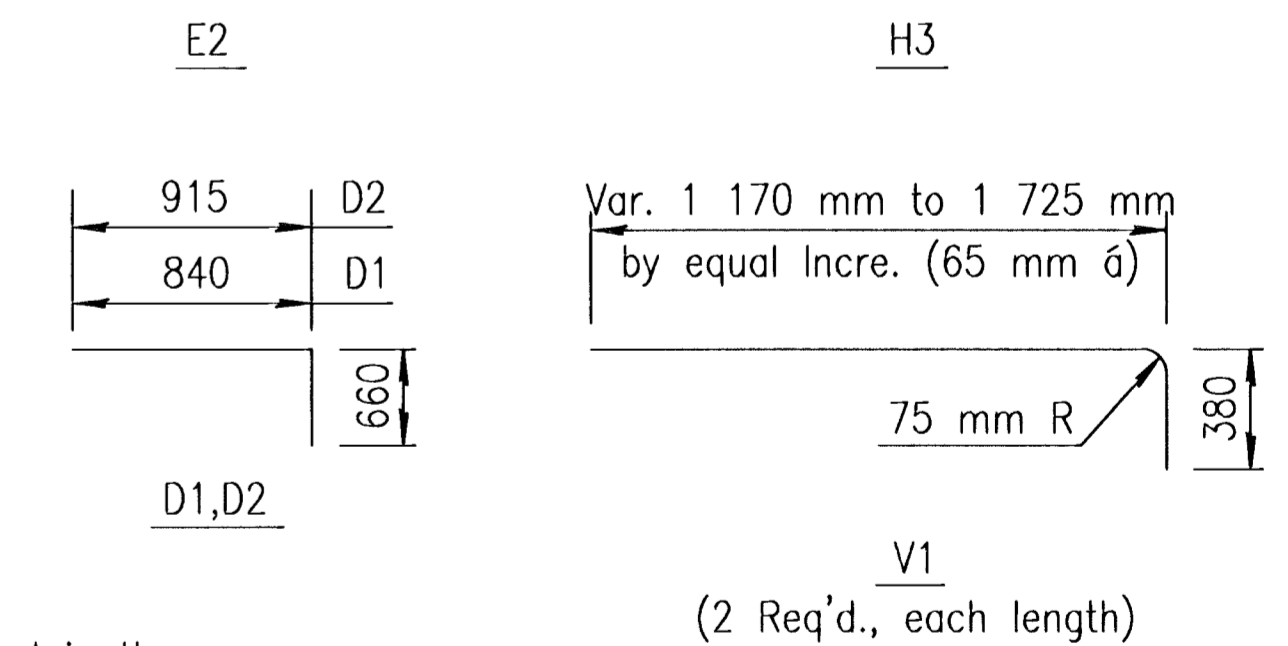 E2
H3
915 D2
840 D1
660
D1,D2
Var. 1 170 mm to 1 725 mm
by equal Incre. (65 mm á)
75 mm R
380
V1
(2 Req'd., each length)